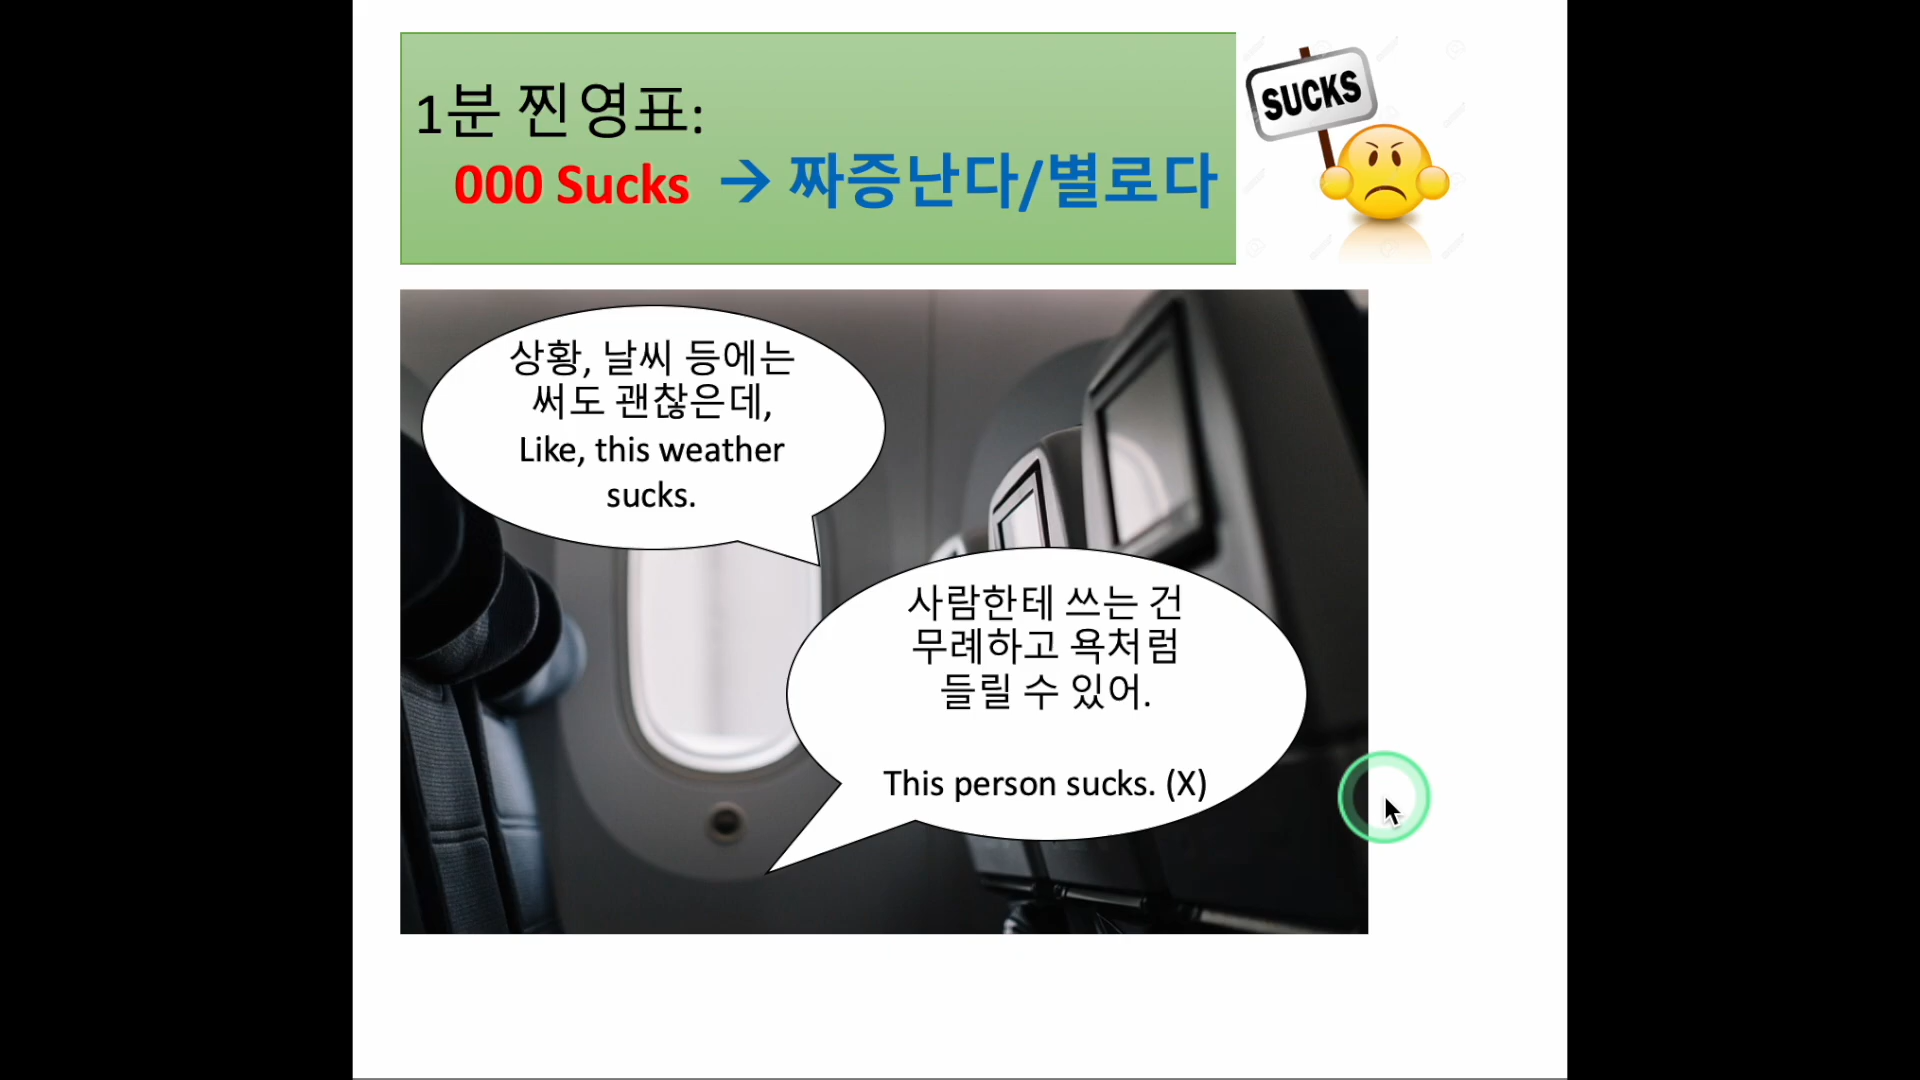 1분 찐영표:
000 Sucks → 짜증난다/별로다
SUCKS
상황, 날씨 등에는
써도 괜찮은데,
Like, this weather
sucks.
사람한테 쓰는 건
무례하고 욕처럼
들릴 수 있어.
This person sucks. (X)